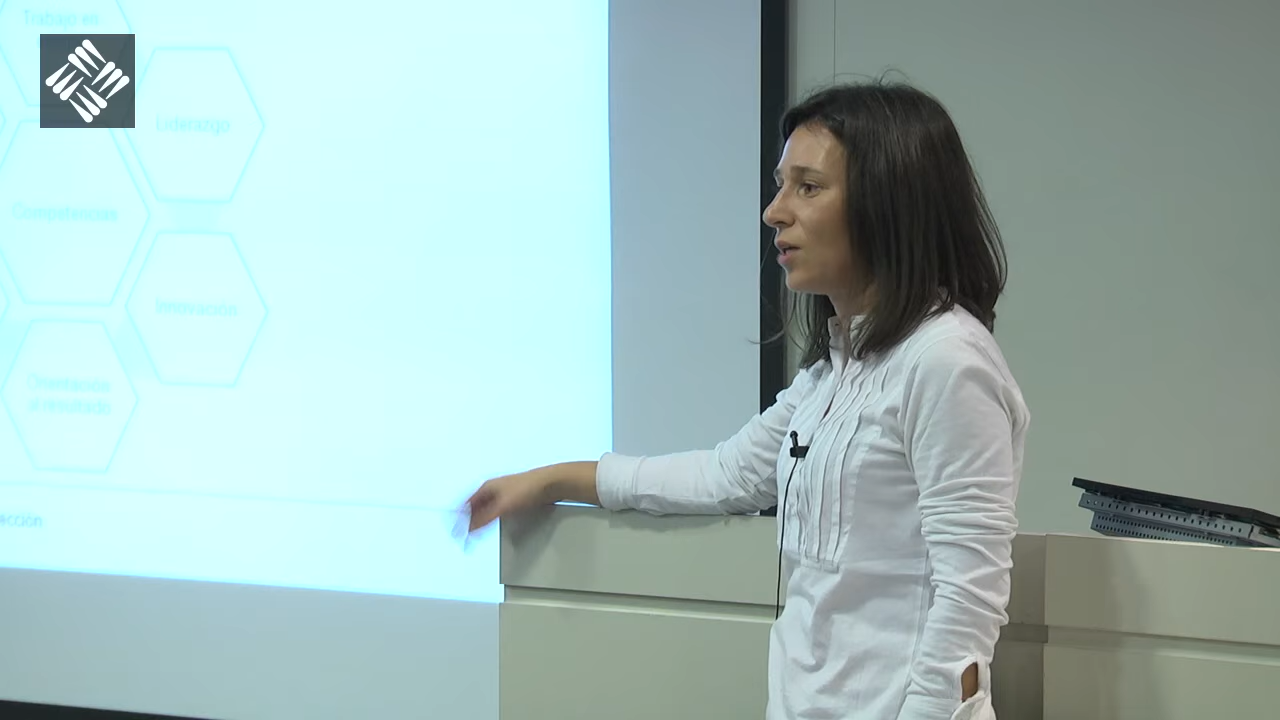 Trabajo en
Liderazgo
Competencias
Innovación
Orientación
al resultado
ección